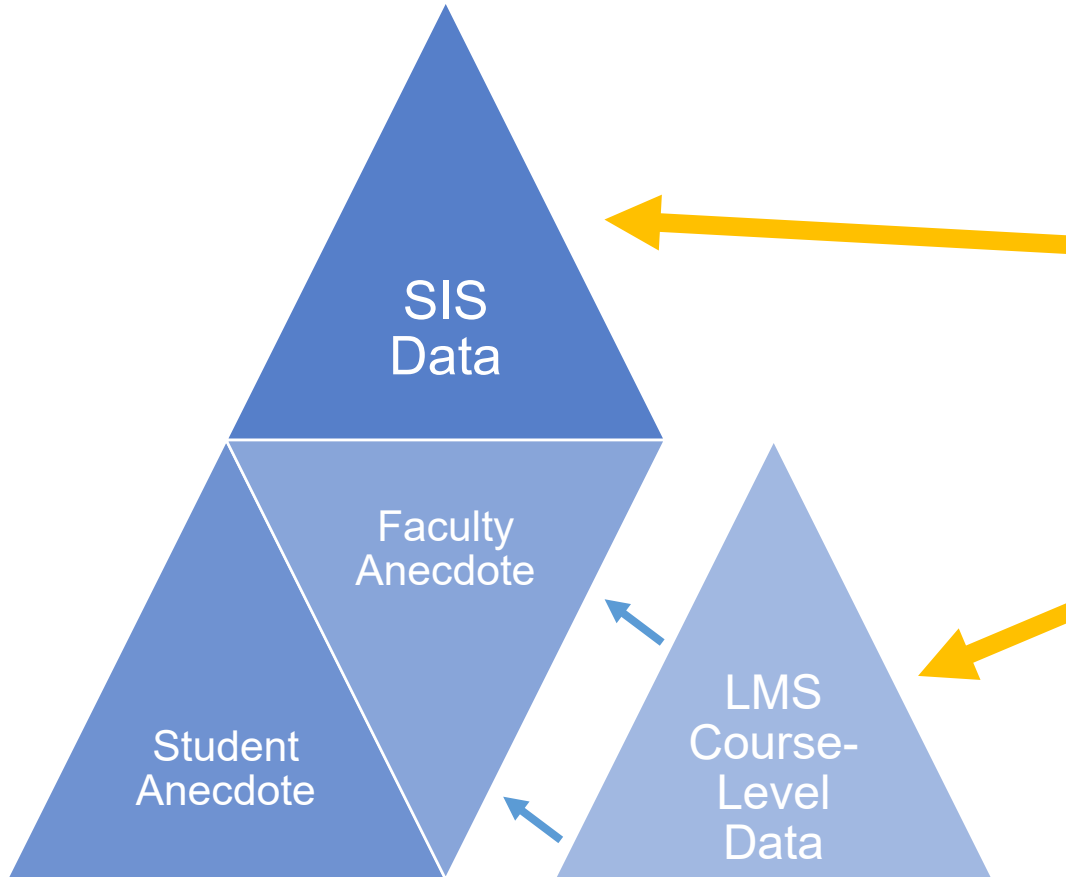 SIS
Data
Faculty
Anecdote
Student
Anecdote
LMS
Course-
Level
Data